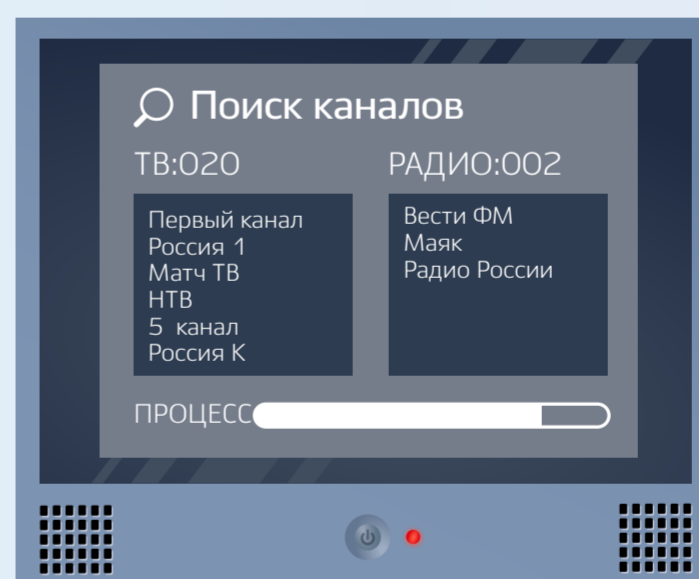 Поиск каналов
ТВ:020
Первый канал
Россия 1
Матч ТВ
НТВ
5 канал
Россия К
РАДИО:002
Вести ФМ
Маяк
Радио России
ПРОЦЕСС